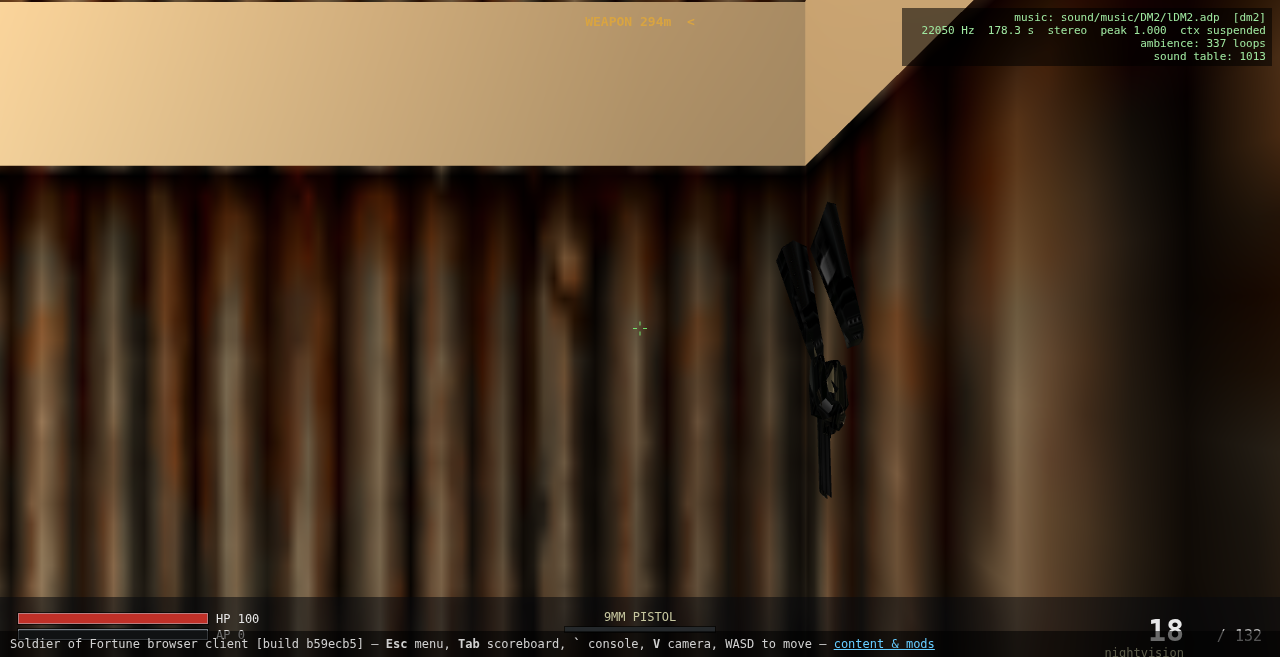 WEAPON 294m <
music: sound/music/DM2/lDM2.adp [dm2]
22050 Hz 178.3 s stereo peak 1.000 ctx suspended
ambience: 337 loops
sound table: 1013
HP 100
AP 0
9MM PISTOL
18 / 132
nightvision
Soldier of Fortune browser client [build b59ecb5] — Esc menu, Tab scoreboard, ` console, V camera, WASD to move — content & mods